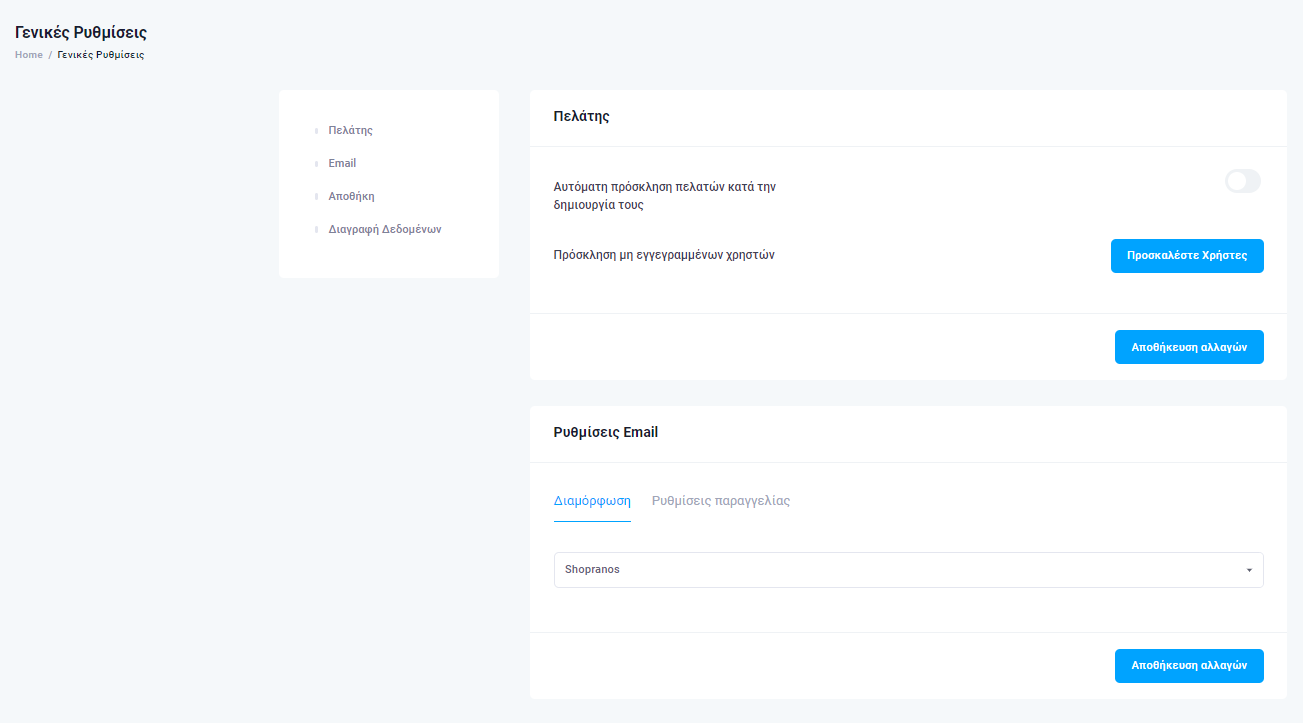 Γενικές Ρυθμίσεις
Home / Γενικές Ρυθμίσεις
Πελάτης
Email
Αποθήκη
Διαγραφή Δεδομένων
Πελάτης
Αυτόματη πρόσκληση πελατών κατά την
δημιουργία τους
Πρόσκληση μη εγγεγραμμένων χρηστών
Προσκαλέστε Χρήστες
Αποθήκευση αλλαγών
Ρυθμίσεις Email
Διαμόρφωση Ρυθμίσεις παραγγελίας
Shopranos
Αποθήκευση αλλαγών